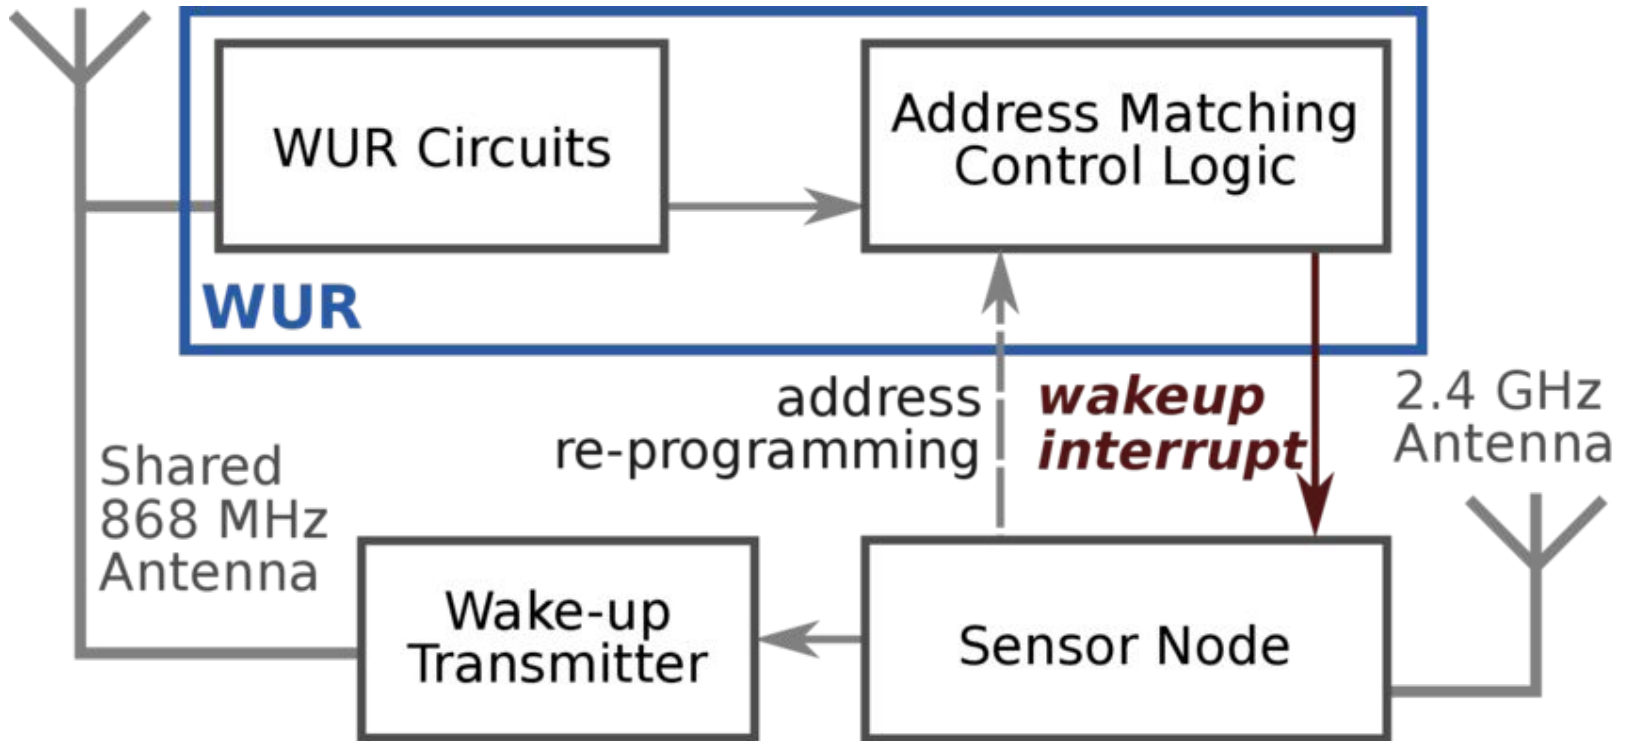 WUR Circuits
Address Matching
Control Logic
WUR
address
re-programming
wakeup
interrupt
2.4 GHz
Antenna
Shared
868 MHz
Antenna
Wake-up
Transmitter
Sensor Node